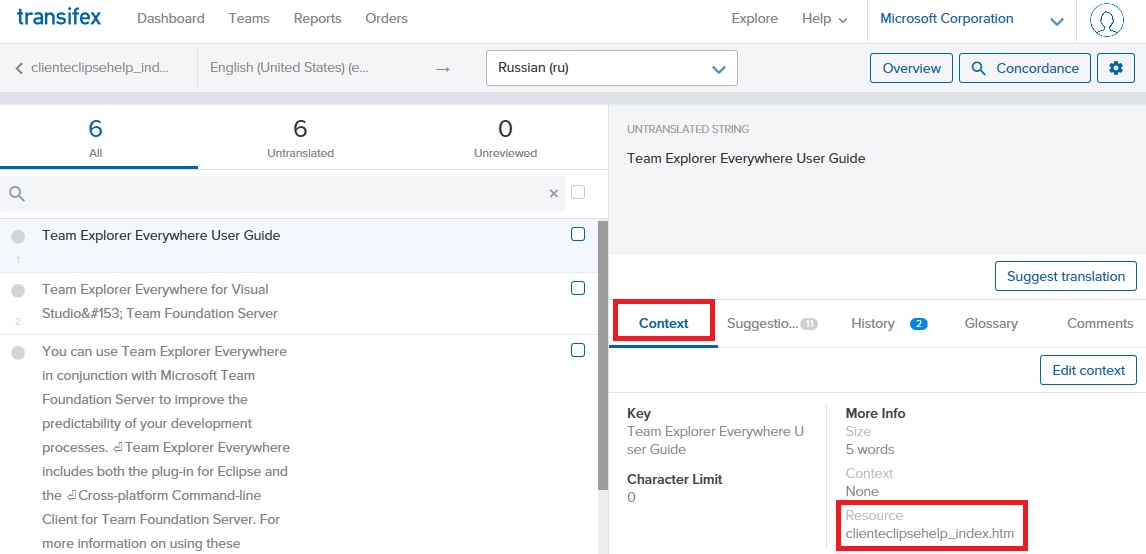 transifex
Dashboard
Teams
Reports
Orders
Explore
Help
Microsoft Corporation
clienteclipsehelp_ind...
English (United States) (e...
→
Russian (ru)
Overview
Concordance
6
All
6
Untranslated
0
Unreviewed
Team Explorer Everywhere User Guide
1
Team Explorer Everywhere for Visual
Studio&#153; Team Foundation Server
2
You can use Team Explorer Everywhere
in conjunction with Microsoft Team
Foundation Server to improve the
predictability of your development
processes. ⏎Team Explorer Everywhere
includes both the plug-in for Eclipse and
the ⏎Cross-platform Command-line
Client for Team Foundation Server. For
more information on using these
UNTRANSLATED STRING
Team Explorer Everywhere User Guide
Suggest translation
Context
Suggestio... 11
History 2
Glossary
Comments
Edit context
Key
Team Explorer Everywhere U
ser Guide
Character Limit
0
More Info
Size
5 words
Context
None
Resource
clienteclipsehelp_index.htm